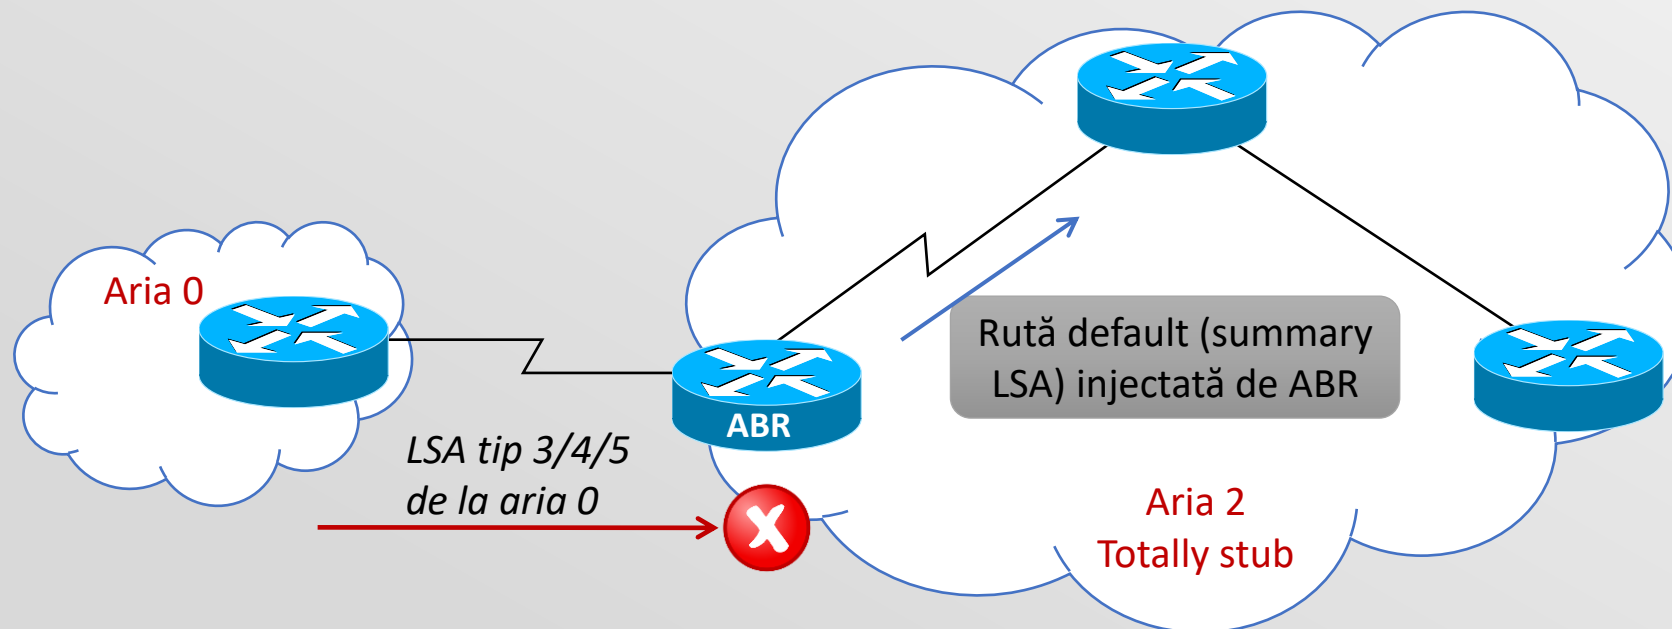 Aria 0
ABR
LSA tip 3/4/5
de la aria 0
Rută default (summary
LSA) injectată de ABR
Aria 2
Totally stub